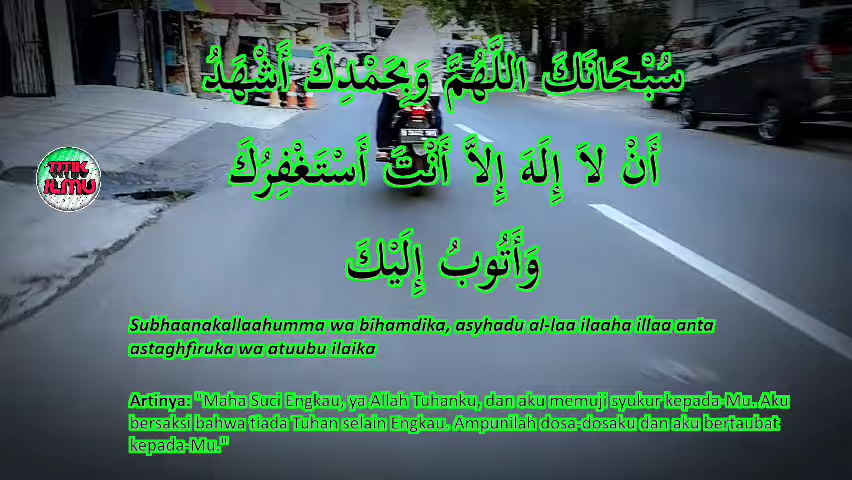 سُبْحَانَكَ اللَّهُمَّ وَبِحَمْدِكَ أَشْهَدُ
أَنْ لاَ إِلَهَ إِلاَّ أَنْتَ أَسْتَغْفِرُكَ
وَأَتُوبُ إِلَيْكَ
TITIK
ILMU
Subhaanakallaahumma wa bihamdika, asyhadu al-laa ilaaha illaa anta
astaghfiruka wa atuubu ilaika
Artinya: "Maha Suci Engkau, ya Allah Tuhanku, dan aku memuji syukur kepada-Mu. Aku
bersaksi bahwa tiada Tuhan selain Engkau. Ampunilah dosa-dosaku dan aku bertaubat
kepada-Mu."